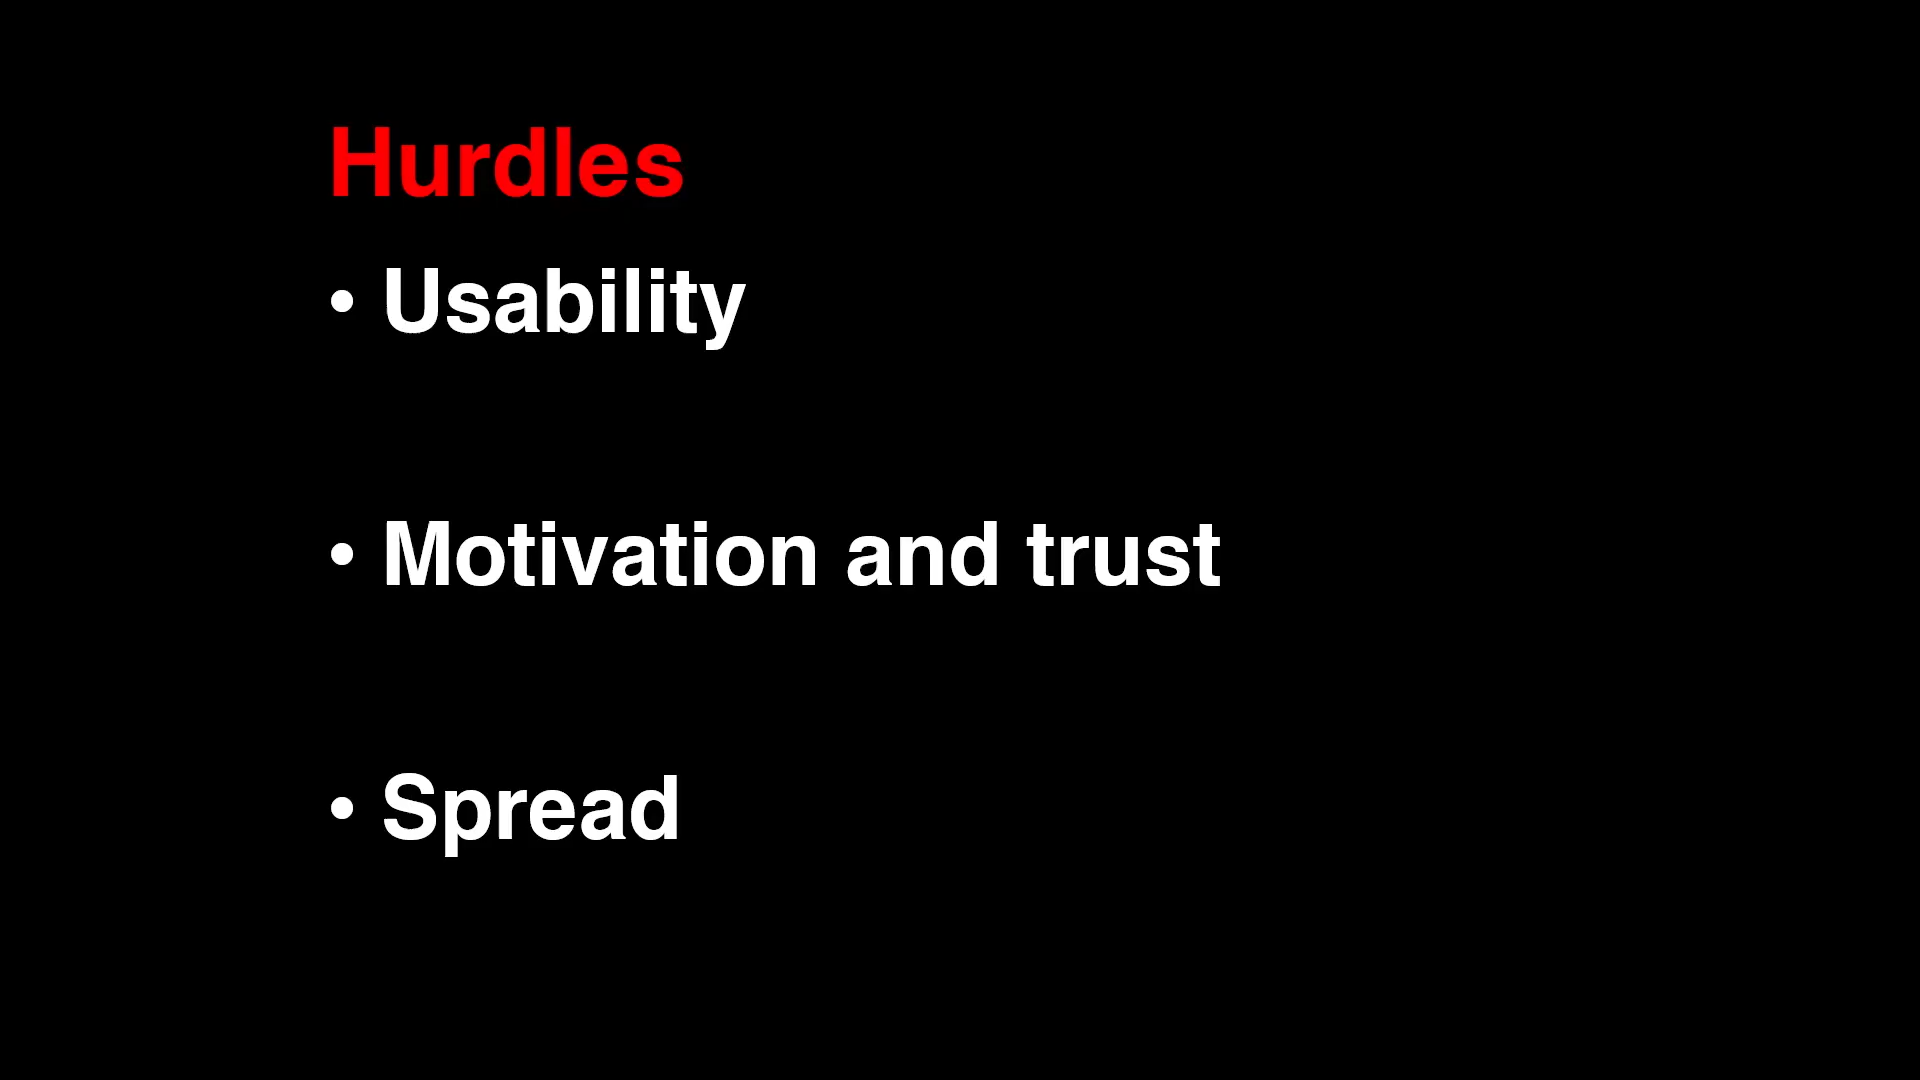 Hurdles
• Usability
• Motivation and trust
• Spread